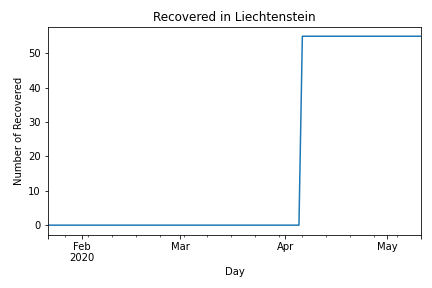 Recovered in Liechtenstein
Number of Recovered
50
40
30
20
10
0
Feb
2020
Mar
Apr
May
Day